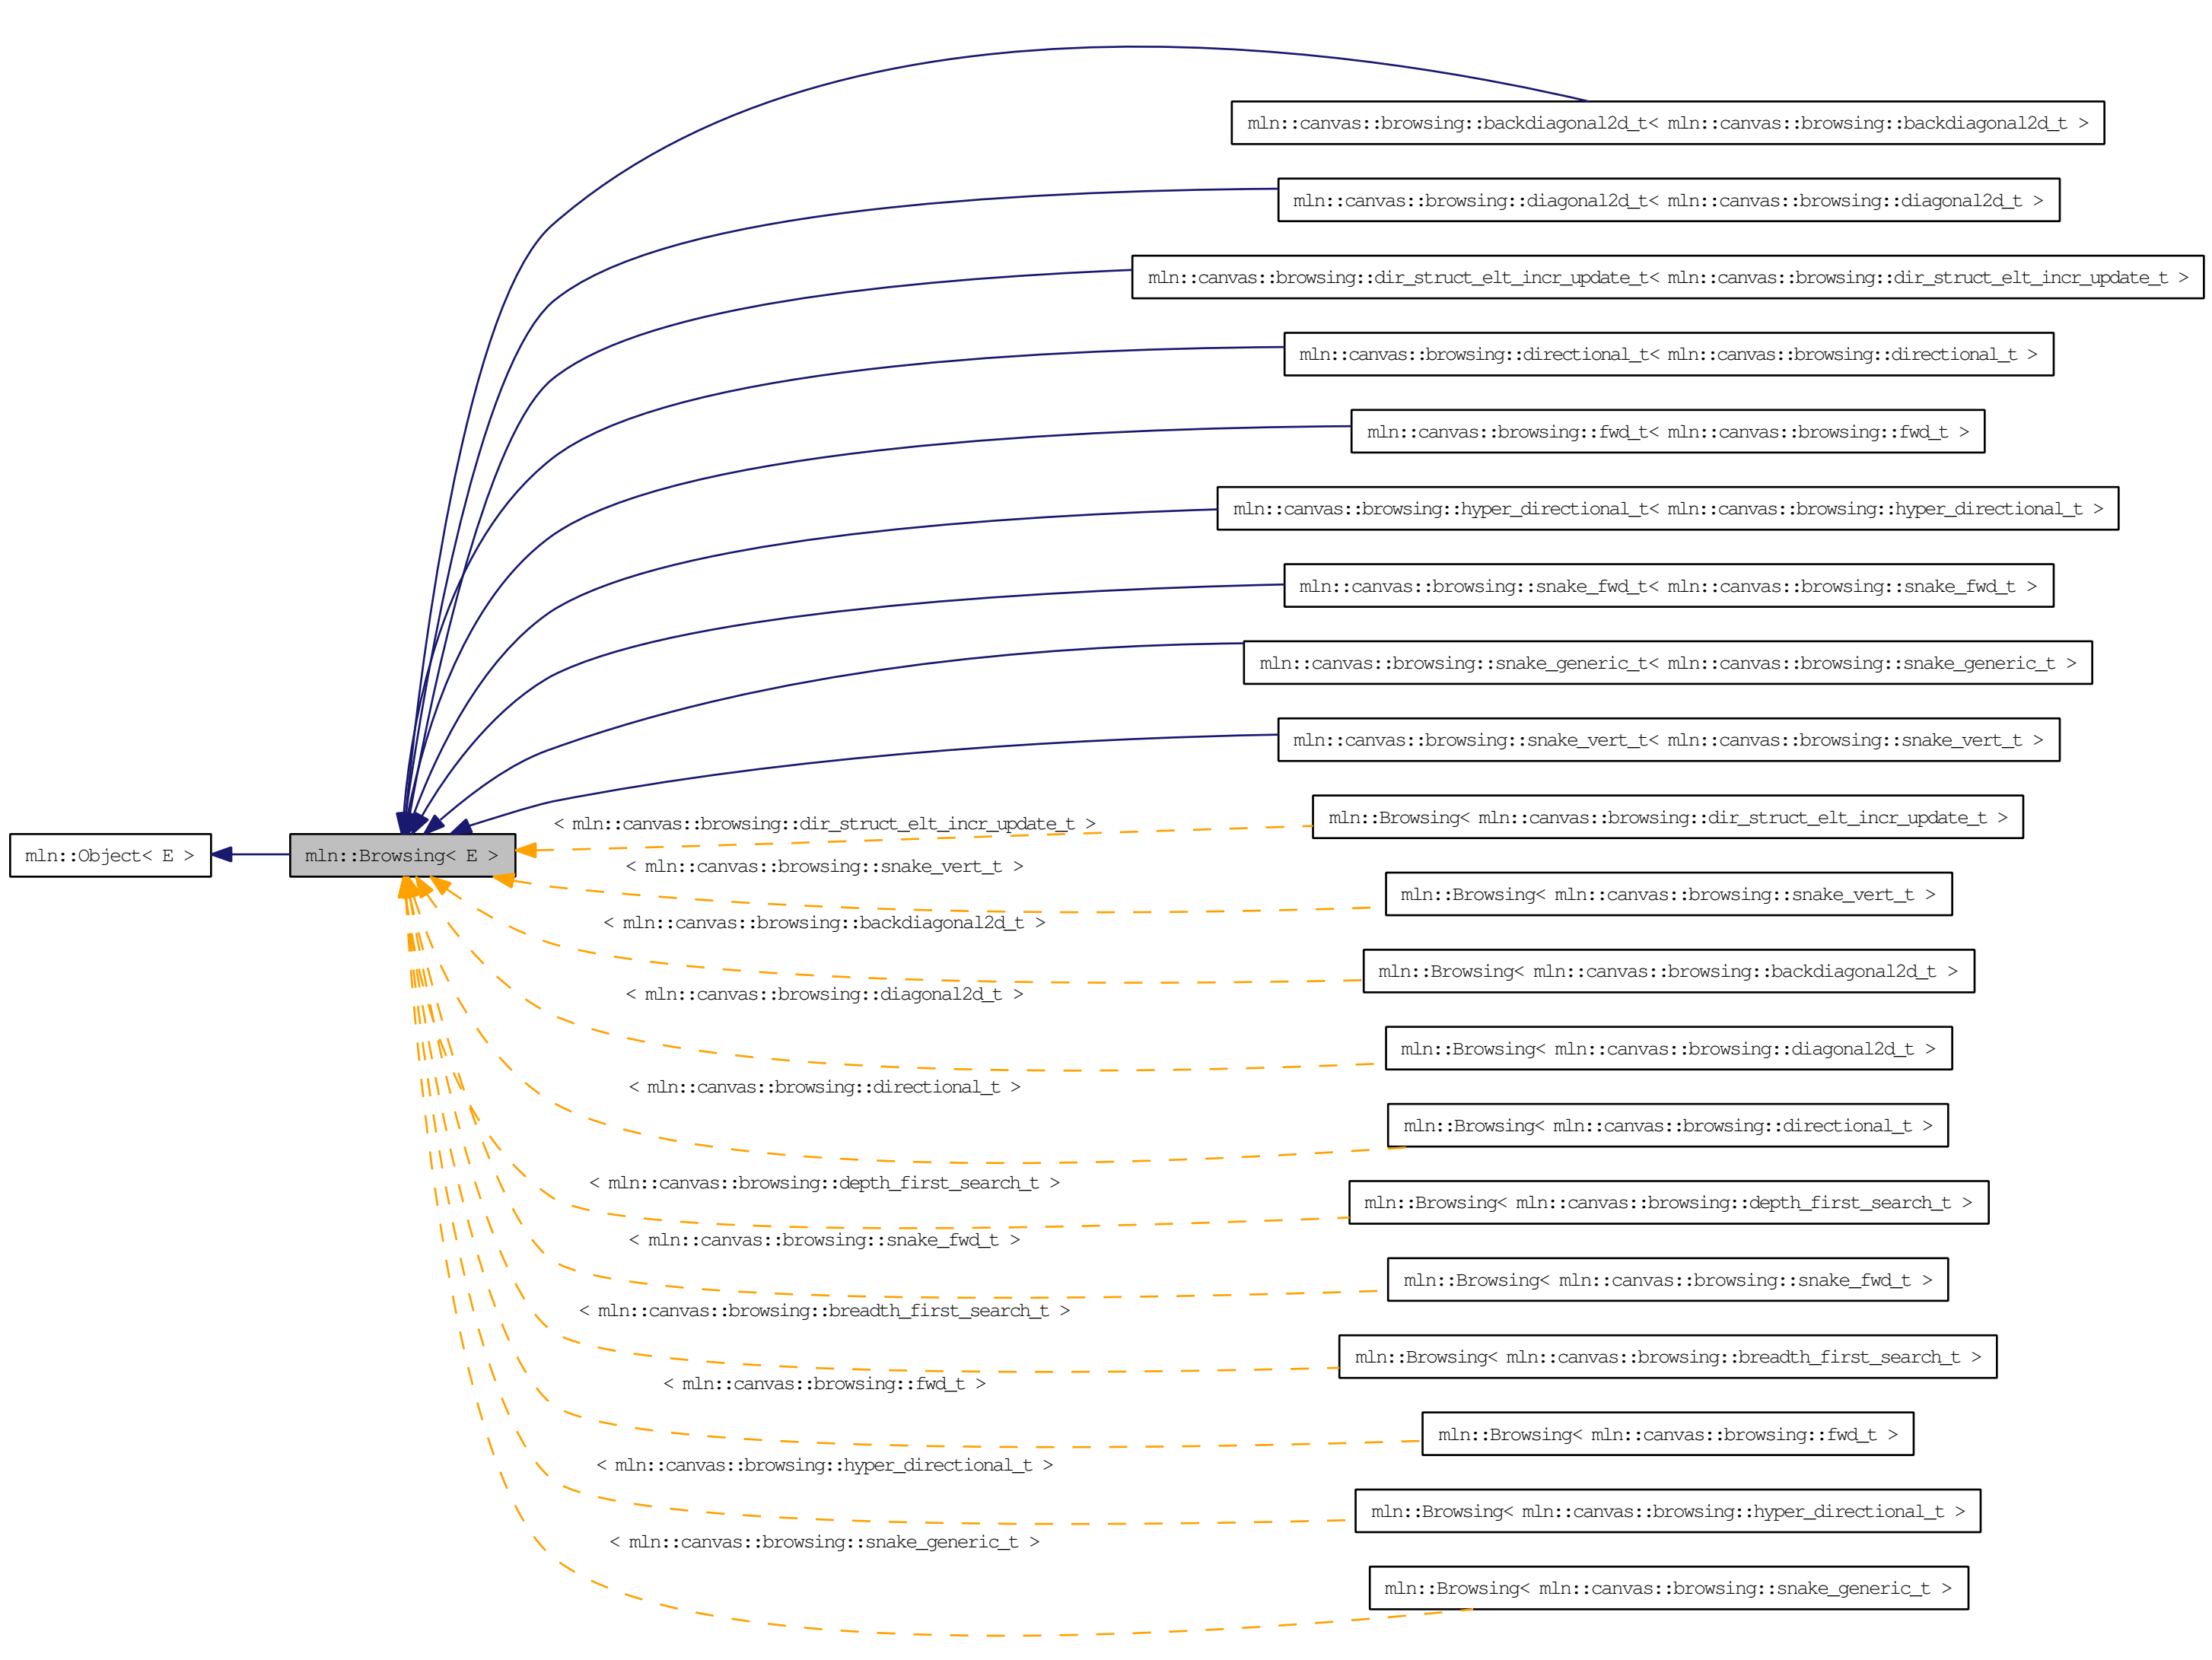 mln::canvas::browsing::backdiagonal2d_t< mln::canvas::browsing::backdiagonal2d_t >
mln::canvas::browsing::diagonal2d_t< mln::canvas::browsing::diagonal2d_t >
mln::canvas::browsing::dir_struct_elt_incr_update_t< mln::canvas::browsing::dir_struct_elt_incr_update_t >
mln::canvas::browsing::directional_t< mln::canvas::browsing::directional_t >
mln::canvas::browsing::fwd_t< mln::canvas::browsing::fwd_t >
mln::canvas::browsing::hyper_directional_t< mln::canvas::browsing::hyper_directional_t >
mln::canvas::browsing::snake_fwd_t< mln::canvas::browsing::snake_fwd_t >
mln::canvas::browsing::snake_generic_t< mln::canvas::browsing::snake_generic_t >
mln::canvas::browsing::snake_vert_t< mln::canvas::browsing::snake_vert_t >
mln::Object< E >
mln::Browsing< E >
< mln::canvas::browsing::dir_struct_elt_incr_update_t >
mln::Browsing< mln::canvas::browsing::dir_struct_elt_incr_update_t >
< mln::canvas::browsing::snake_vert_t >
mln::Browsing< mln::canvas::browsing::snake_vert_t >
< mln::canvas::browsing::backdiagonal2d_t >
mln::Browsing< mln::canvas::browsing::backdiagonal2d_t >
< mln::canvas::browsing::diagonal2d_t >
mln::Browsing< mln::canvas::browsing::diagonal2d_t >
< mln::canvas::browsing::directional_t >
mln::Browsing< mln::canvas::browsing::directional_t >
< mln::canvas::browsing::depth_first_search_t >
mln::Browsing< mln::canvas::browsing::depth_first_search_t >
< mln::canvas::browsing::snake_fwd_t >
mln::Browsing< mln::canvas::browsing::snake_fwd_t >
< mln::canvas::browsing::breadth_first_search_t >
mln::Browsing< mln::canvas::browsing::breadth_first_search_t >
< mln::canvas::browsing::fwd_t >
mln::Browsing< mln::canvas::browsing::fwd_t >
< mln::canvas::browsing::hyper_directional_t >
mln::Browsing< mln::canvas::browsing::hyper_directional_t >
< mln::canvas::browsing::snake_generic_t >
mln::Browsing< mln::canvas::browsing::snake_generic_t >